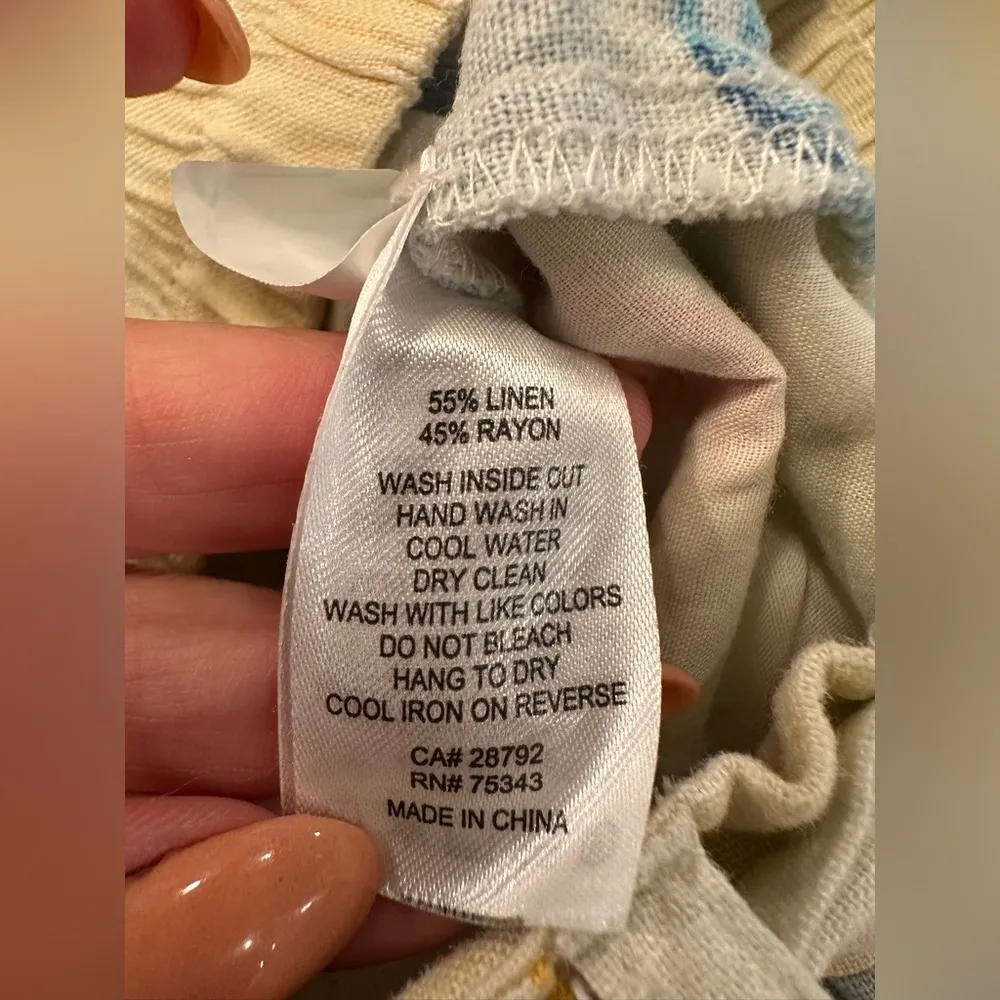 55% LINEN
45% RAYON
WASH INSIDE OUT
HAND WASH IN
COOL WATER
DRY CLEAN
WASH WITH LIKE COLORS
DO NOT BLEACH
HANG TO DRY
COOL IRON ON REVERSE
CA# 28792
RN# 75343
MADE IN CHINA